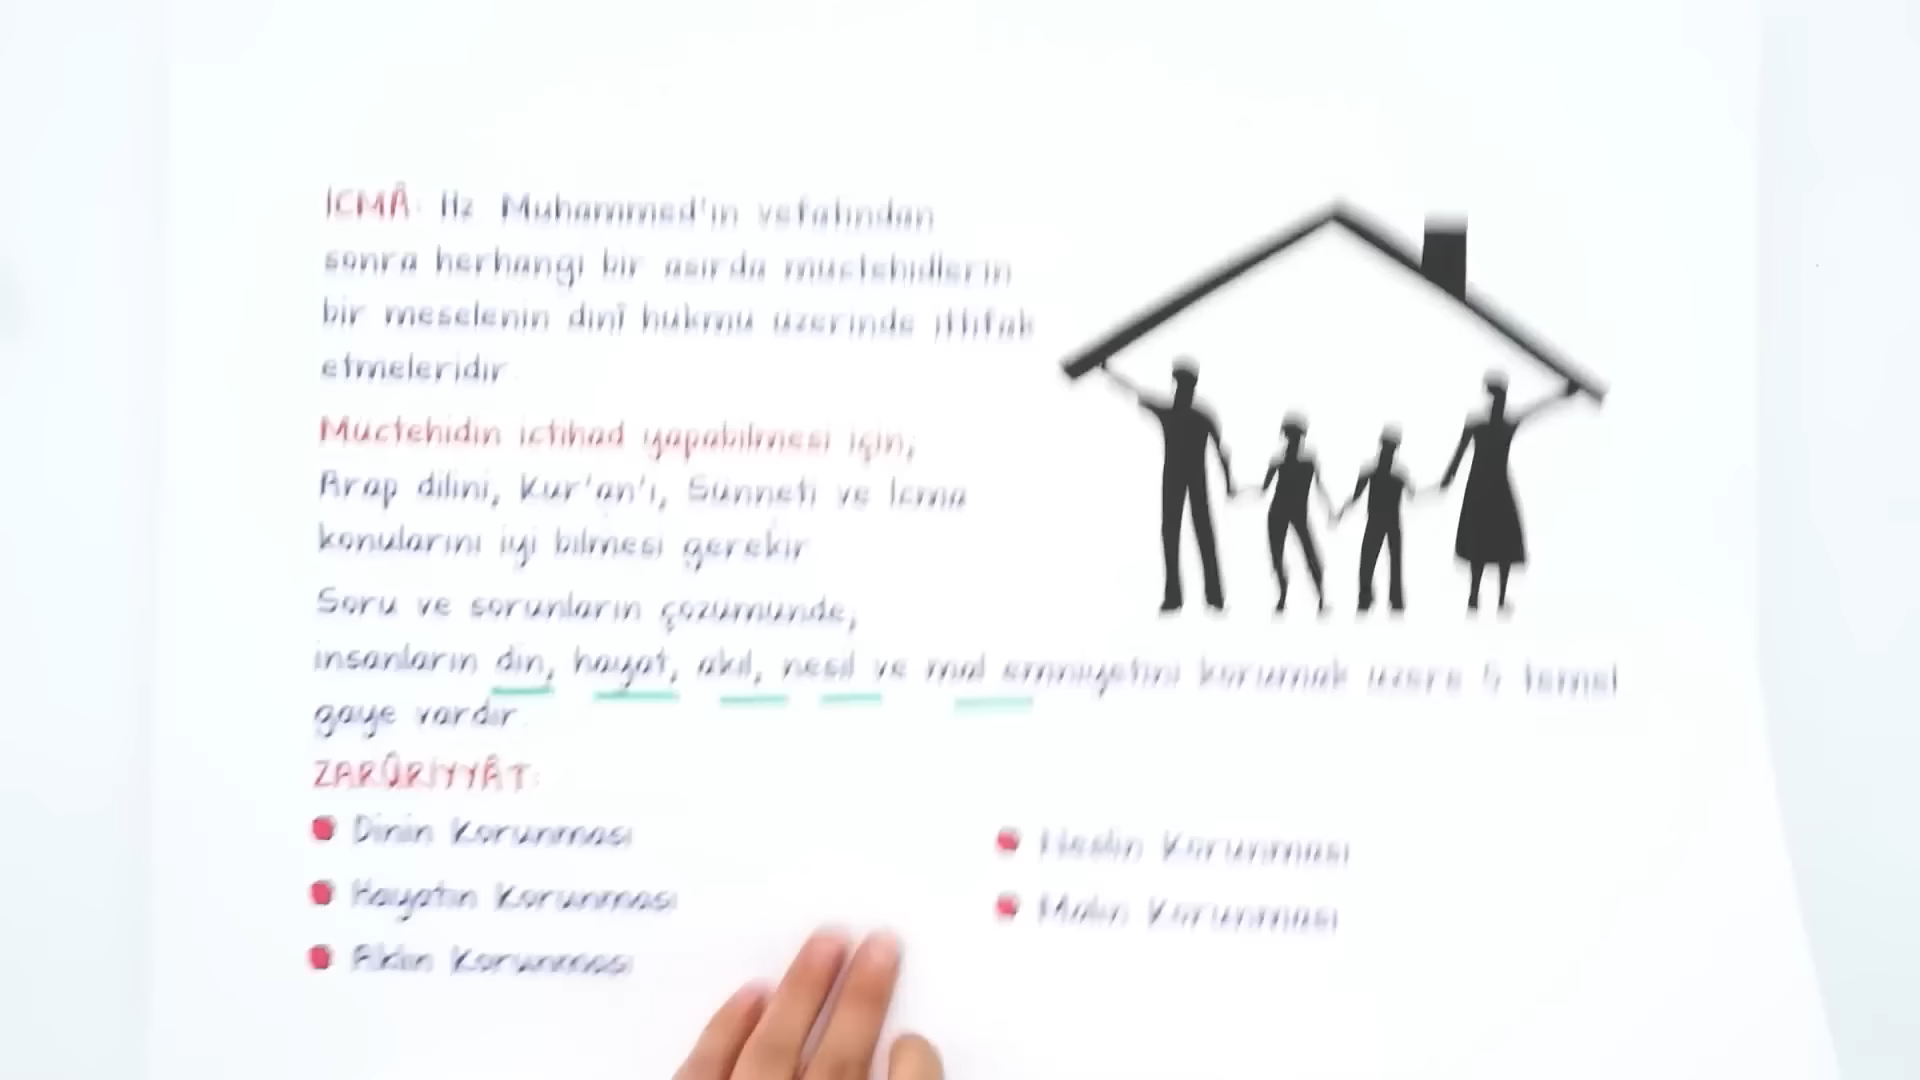 İCMÂ: Hz Muhammed'in vefatından
sonra herhangi bir asırda müctehidlerin
bir meselenin dinî hükmü üzerinde ittifak
etmeleridir.
Müctehidin ictihad yapabilmesi için;
Arap dilini, Kur'an'ı, Sünneti ve İcma
konularını iyi bilmesi gerekir
Soru ve sorunların çözümünde,
insanların din, hayat, akıl, nesil ve mal emniyetini korumak üzere 5 temel
gaye vardır.
ZARÛRİYYÂT:
Dinin Korunması
Hayatın Korunması
Aklın Korunması
Neslin Korunması
Malın Korunması